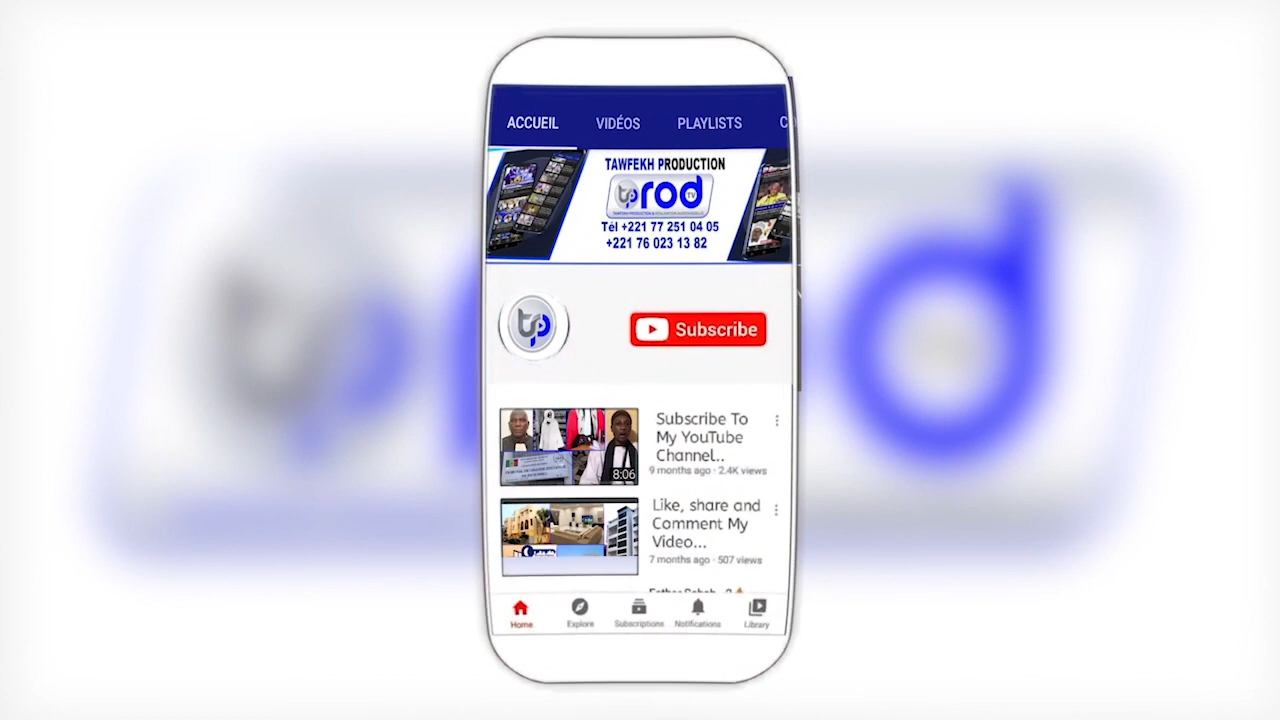 ACCUEIL
VIDÉOS
PLAYLISTS
TAWFEKH PRODUCTION
tprod TV
Tél +221 77 251 04 05
+221 76 023 13 82
Subscribe
Subscribe To
My YouTube
Channel..
9 months ago · 2.4K views
8:06
Like, share and
Comment My
Video...
7 months ago · 507 views
Home
Explore
Subscriptions
Notifications
Library